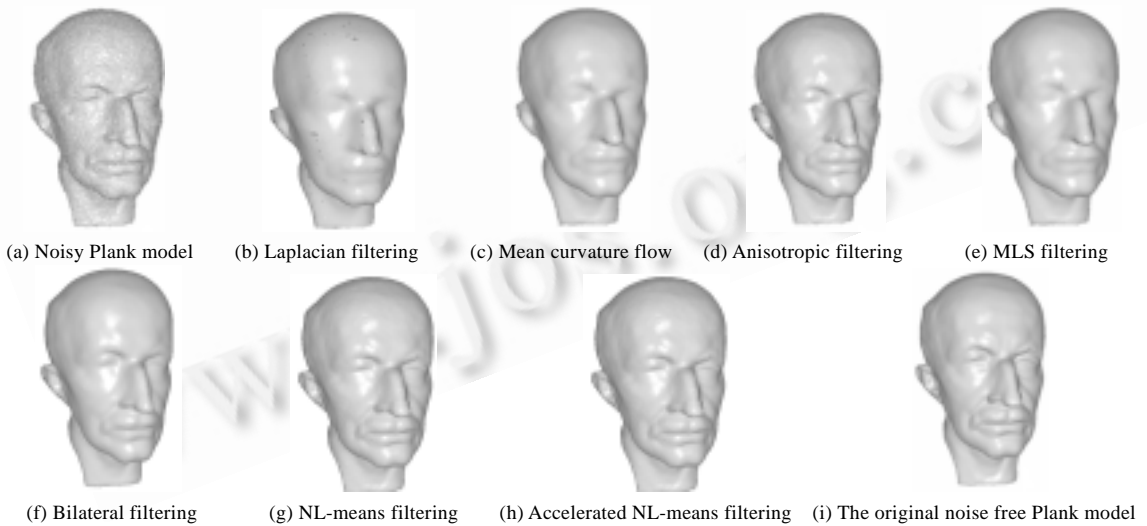 (a) Noisy Plank model
(b) Laplacian filtering
(c) Mean curvature flow
(d) Anisotropic filtering
(e) MLS filtering
(f) Bilateral filtering
(g) NL-means filtering
(h) Accelerated NL-means filtering
(i) The original noise free Plank model